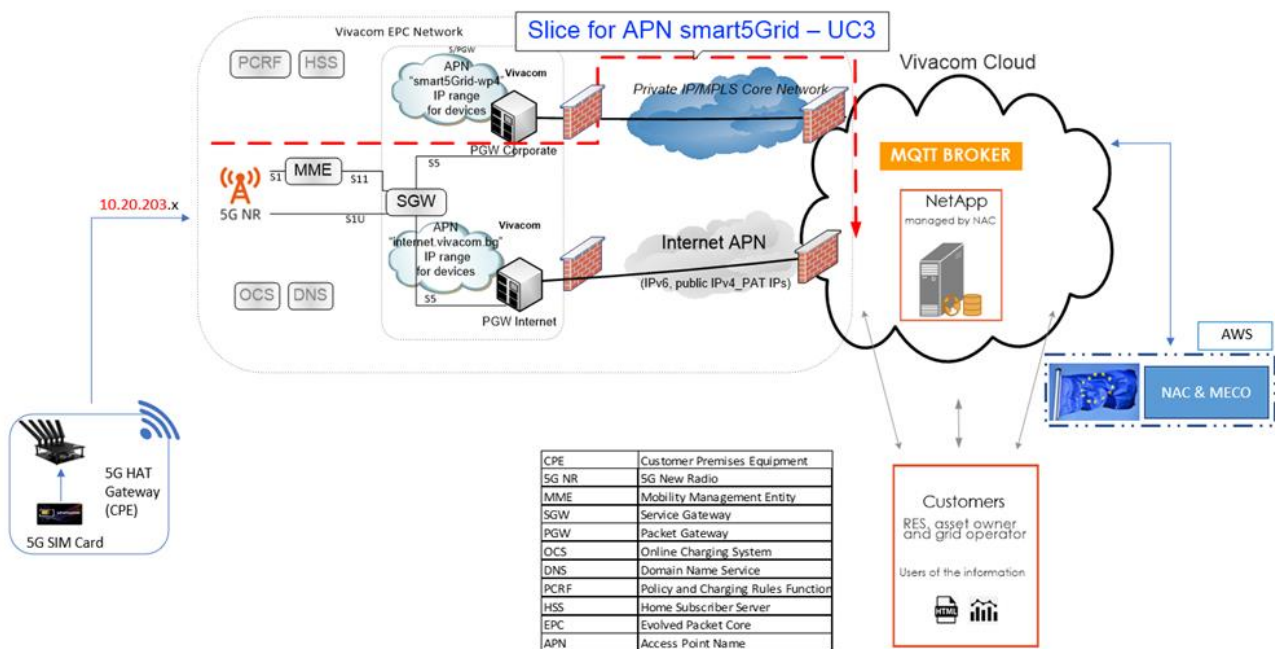 Slice for APN smart5Grid – UC3
Vivacom EPC Network
S/PGW
PCRF
HSS
APN
"smart5Grid-wp4"
IP range
for devices
Vivacom
PGW Corporate
Private IP/MPLS Core Network
Vivacom Cloud
MQTT BROKER
NetApp
managed by NAC
S1
MME
S11
S5
SGW
5G NR
S1U
10.20.203.x
APN
"internet.vivacom.bg"
IP range
for devices
Vivacom
S5
PGW Internet
Internet APN
(IPv6, public IPv4_PAT IPs)
OCS
DNS
AWS
NAC & MECO
5G HAT
Gateway
(CPE)
5G SIM Card
CPE Customer Premises Equipment
5G NR 5G New Radio
MME Mobility Management Entity
SGW Service Gateway
PGW Packet Gateway
OCS Online Charging System
DNS Domain Name Service
PCRF Policy and Charging Rules Function
HSS Home Subscriber Server
EPC Evolved Packet Core
APN Access Point Name
Customers
RES, asset owner
and grid operator
Users of the information
HTML